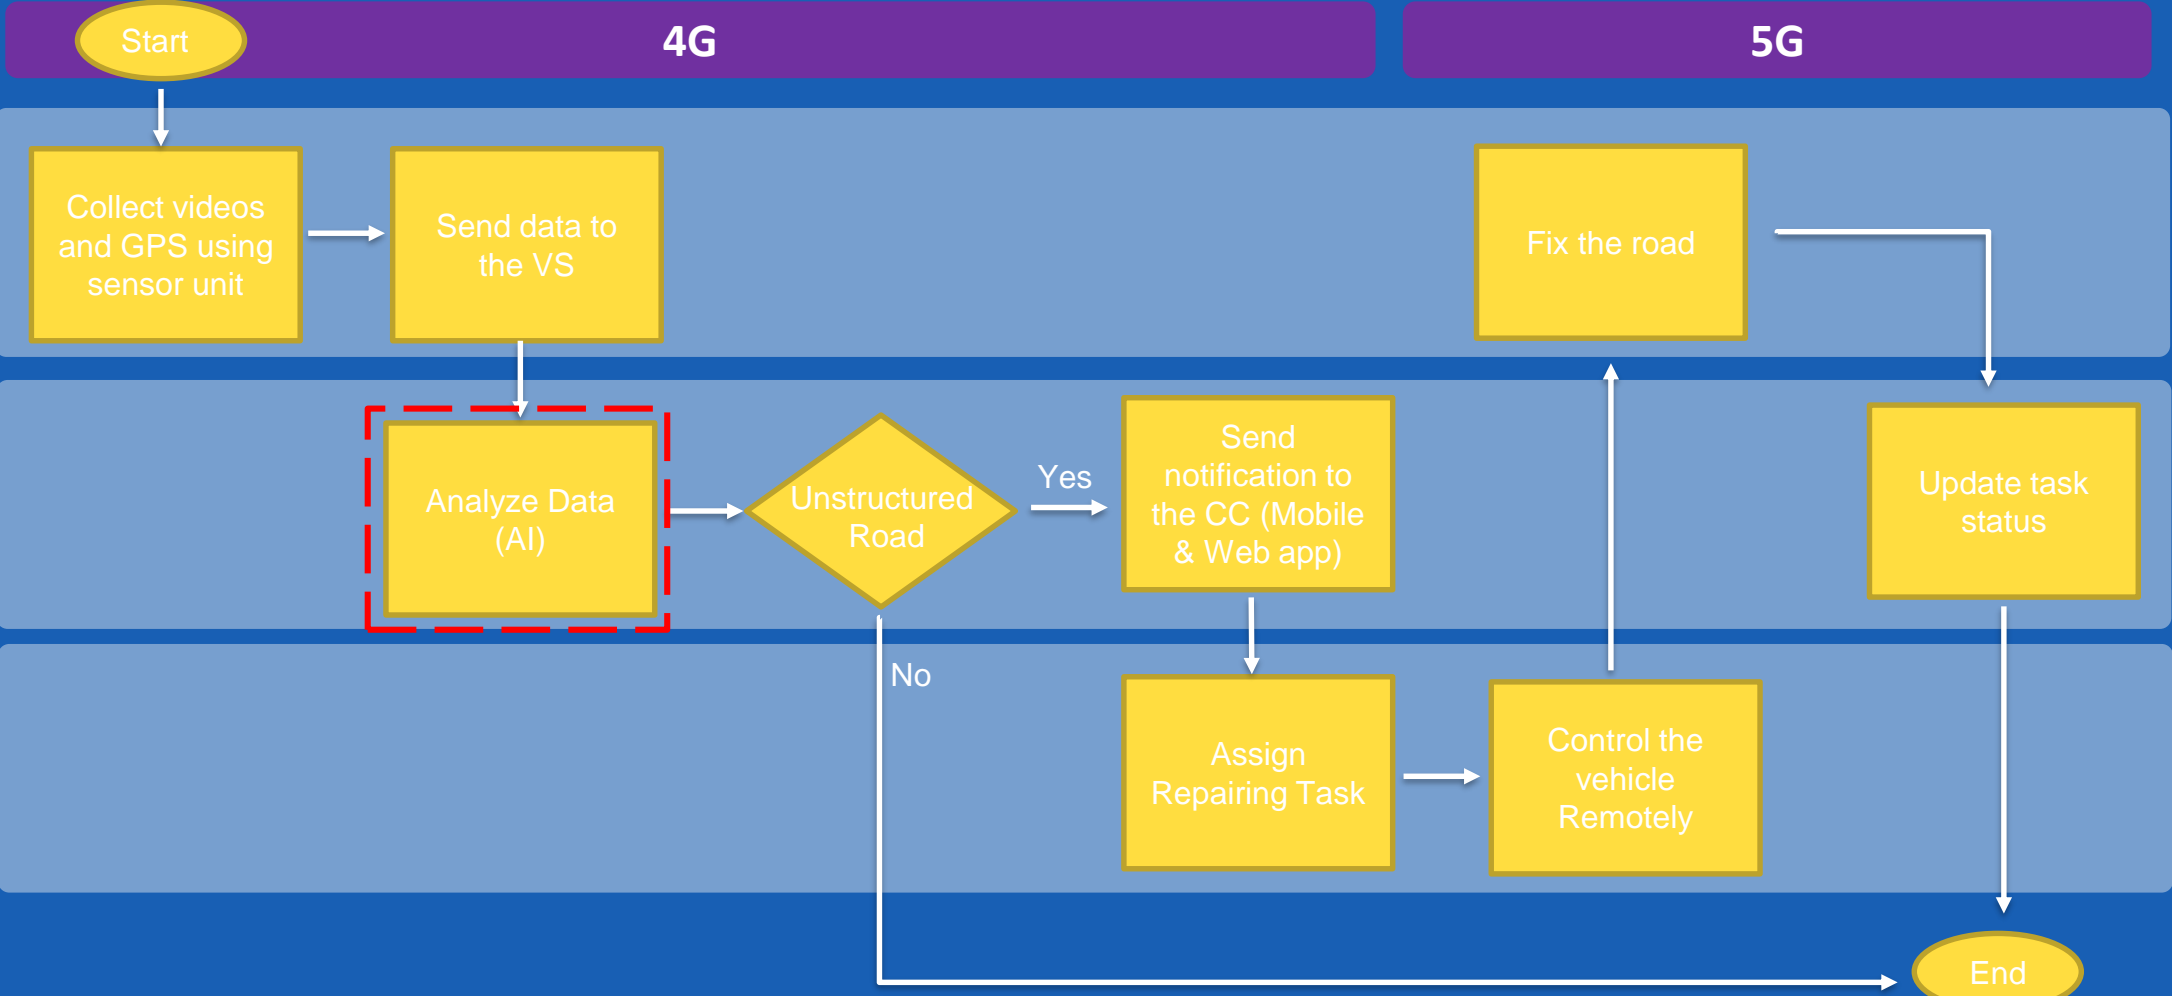 Start
4G
5G
Collect videos
and GPS using
sensor unit
Send data to
the VS
Fix the road
Analyze Data
(AI)
Unstructured
Road
Yes
Send
notification to
the CC (Mobile
& Web app)
Update task
status
No
Assign
Repairing Task
Control the
vehicle
Remotely
End